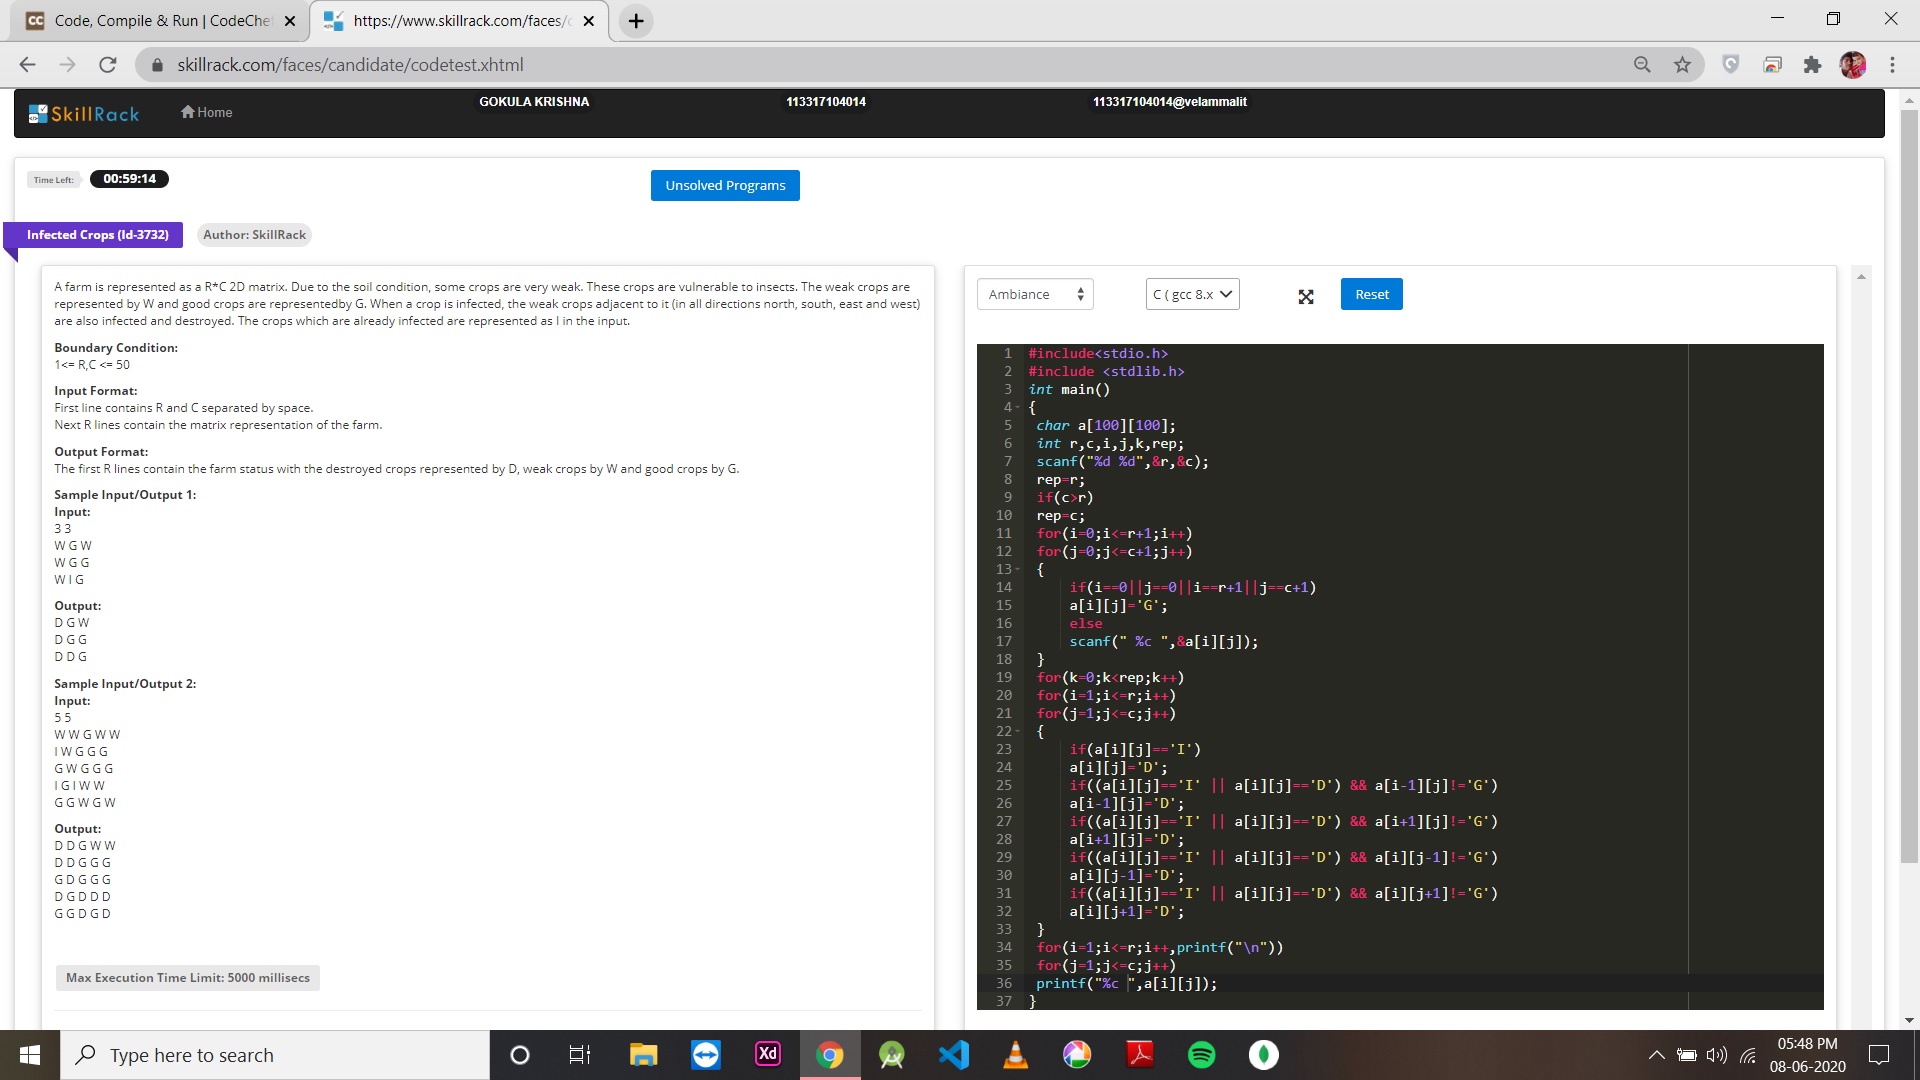 Code, Compile & Run | CodeChe
https://www.skillrack.com/faces/c
skillrack.com/faces/candidate/codetest.xhtml
SkillRack
Home
GOKULA KRISHNA
113317104014
113317104014@velammalit
Time Left:
00:59:14
Unsolved Programs
Infected Crops (Id-3732)
Author: SkillRack
A farm is represented as a R*C 2D matrix. Due to the soil condition, some crops are very weak. These crops are vulnerable to insects. The weak crops are
represented by W and good crops are representedby G. When a crop is infected, the weak crops adjacent to it (in all directions north, south, east and west)
are also infected and destroyed. The crops which are already infected are represented as I in the input.
Boundary Condition:
1<= R,C <= 50
Input Format:
First line contains R and C separated by space.
Next R lines contain the matrix representation of the farm.
Output Format:
The first R lines contain the farm status with the destroyed crops represented by D, weak crops by W and good crops by G.
Sample Input/Output 1:
Input:
3 3
W G W
W G G
W I G
Output:
D G W
D G G
D D G
Sample Input/Output 2:
Input:
5 5
W W G W W
I W G G G
G W G G G
I G I W W
G G W G W
Output:
D D G W W
D D G G G
G D G G G
D G D D D
G G D G D
Max Execution Time Limit: 5000 millisecs
Ambiance
C ( gcc 8.x
Reset
1 #include<stdio.h>
2 #include <stdlib.h>
3 int main()
4 {
5 char a[100][100];
6 int r,c,i,j,k,rep;
7 scanf("%d %d",&r,&c);
8 rep=r;
9 if(c>r)
10 rep=c;
11 for(i=0;i<=r+1;i++)
12 for(j=0;j<=c+1;j++)
13 {
14 if(i==0||j==0||i==r+1||j==c+1)
15 a[i][j]='G';
16 else
17 scanf(" %c ",&a[i][j]);
18 }
19 for(k=0;k<rep;k++)
20 for(i=1;i<=r;i++)
21 for(j=1;j<=c;j++)
22 {
23 if(a[i][j]=='I')
24 a[i][j]='D';
25 if((a[i][j]=='I' || a[i][j]=='D') && a[i-1][j]!='G')
26 a[i-1][j]='D';
27 if((a[i][j]=='I' || a[i][j]=='D') && a[i+1][j]!='G')
28 a[i+1][j]='D';
29 if((a[i][j]=='I' || a[i][j]=='D') && a[i][j-1]!='G')
30 a[i][j-1]='D';
31 if((a[i][j]=='I' || a[i][j]=='D') && a[i][j+1]!='G')
32 a[i][j+1]='D';
33 }
34 for(i=1;i<=r;i++,printf("\n"))
35 for(j=1;j<=c;j++)
36 printf("%c ",a[i][j]);
37 }
Type here to search
Xd
05:48 PM
08-06-2020